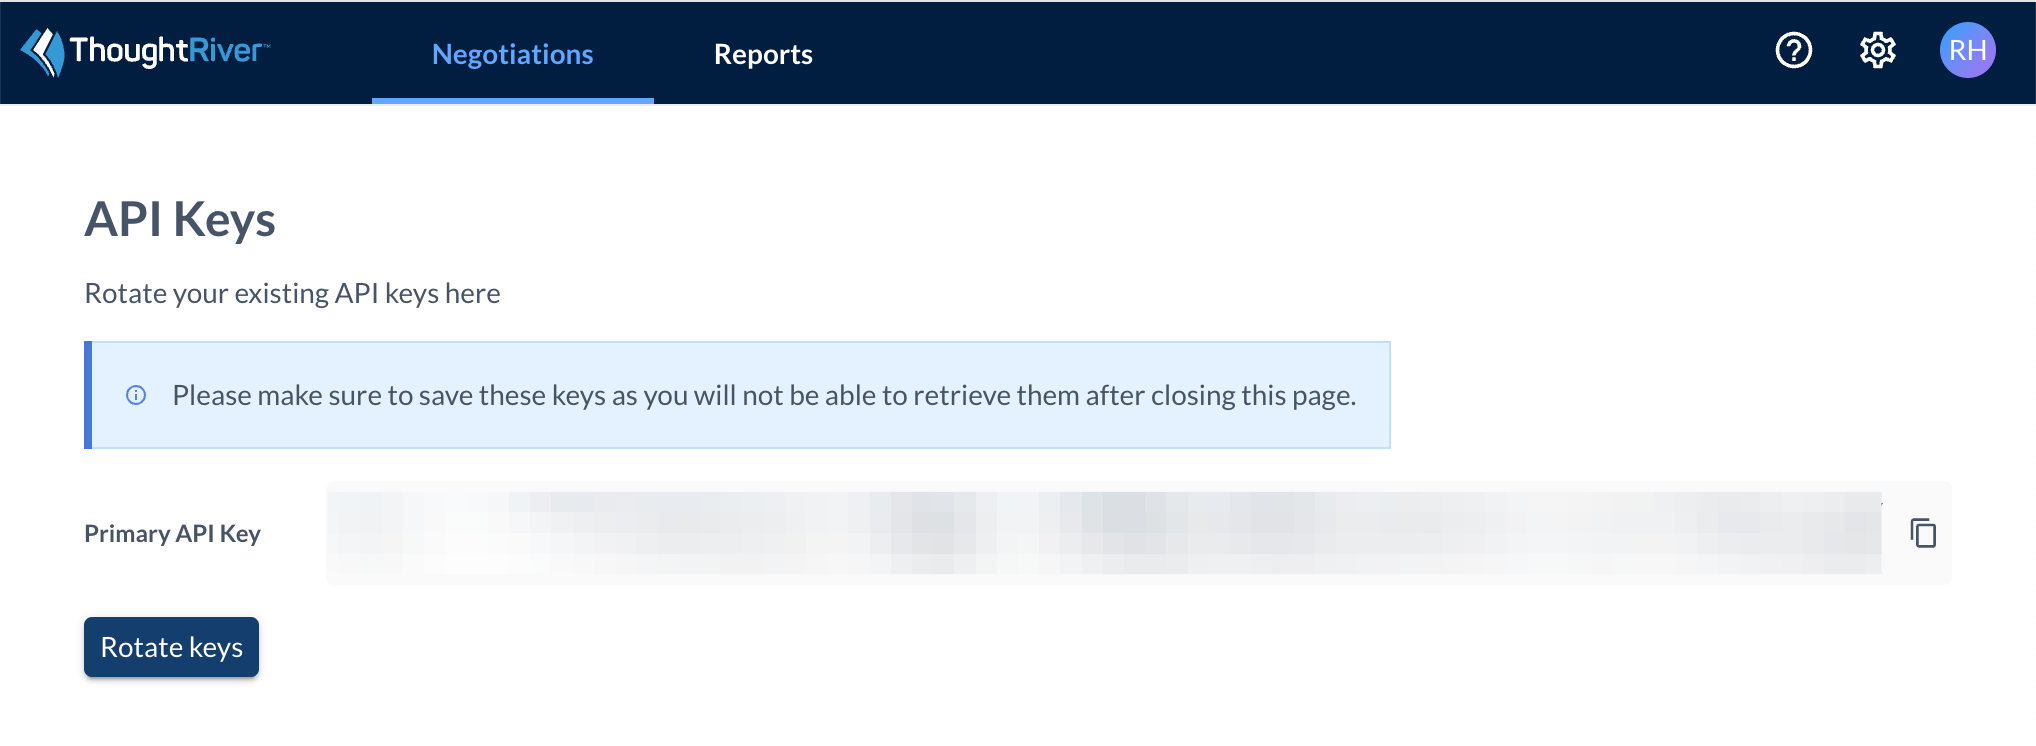 ThoughtRiver™
Negotiations
Reports
RH
API Keys
Rotate your existing API keys here
Please make sure to save these keys as you will not be able to retrieve them after closing this page.
Primary API Key
Rotate keys